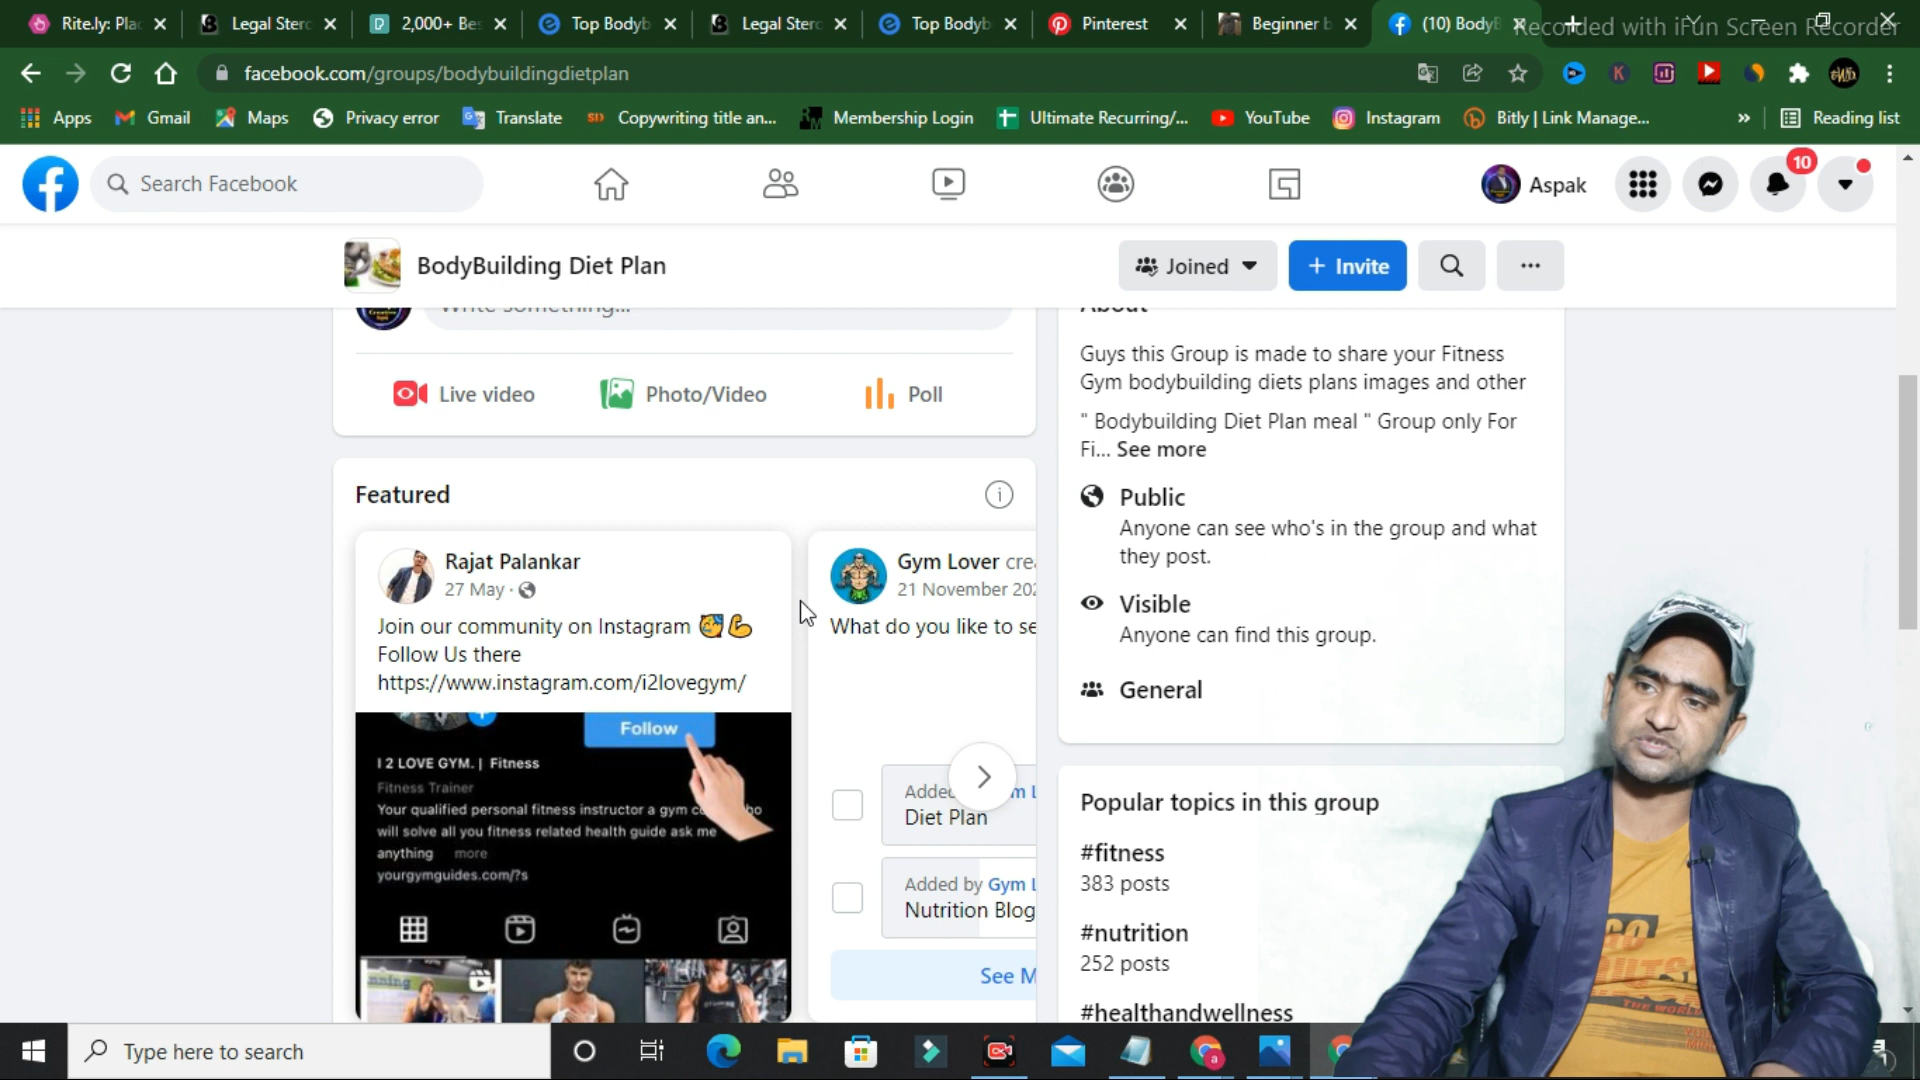 Rite.ly: Pla
Legal Ster
2,000+ Bes
Top Bodyb
Legal Ster
Top Bodyb
Pinterest
Beginner b
(10) BodyB
Recorded with iFun Screen Recorder
facebook.com/groups/bodybuildingdietplan
Apps
Gmail
Maps
Privacy error
Translate
Copywriting title an...
Membership Login
Ultimate Recurring/...
YouTube
Instagram
Bitly | Link Manage...
»
Reading list
Search Facebook
Aspak
10
BodyBuilding Diet Plan
Joined
+ Invite
Write something...
Live video
Photo/Video
Poll
Featured
Rajat Palankar
27 May ·
Join our community on Instagram 🥳💪
Follow Us there
https://www.instagram.com/i2lovegym/
Follow
I 2 LOVE GYM. | Fitness
Fitness Trainer
Your qualified personal fitness instructor a gym
will solve all you fitness related health guide ask me
anything more
yourgymguides.com/?s
Gym Lover cre
21 November 202
What do you like to se
Added
Diet Plan
Added by Gym L
Nutrition Blog
See M
About
Guys this Group is made to share your Fitness
Gym bodybuilding diets plans images and other
" Bodybuilding Diet Plan meal " Group only For
Fi... See more
Public
Anyone can see who's in the group and what
they post.
Visible
Anyone can find this group.
General
Popular topics in this group
#fitness
383 posts
#nutrition
252 posts
#healthandwellness
Type here to search